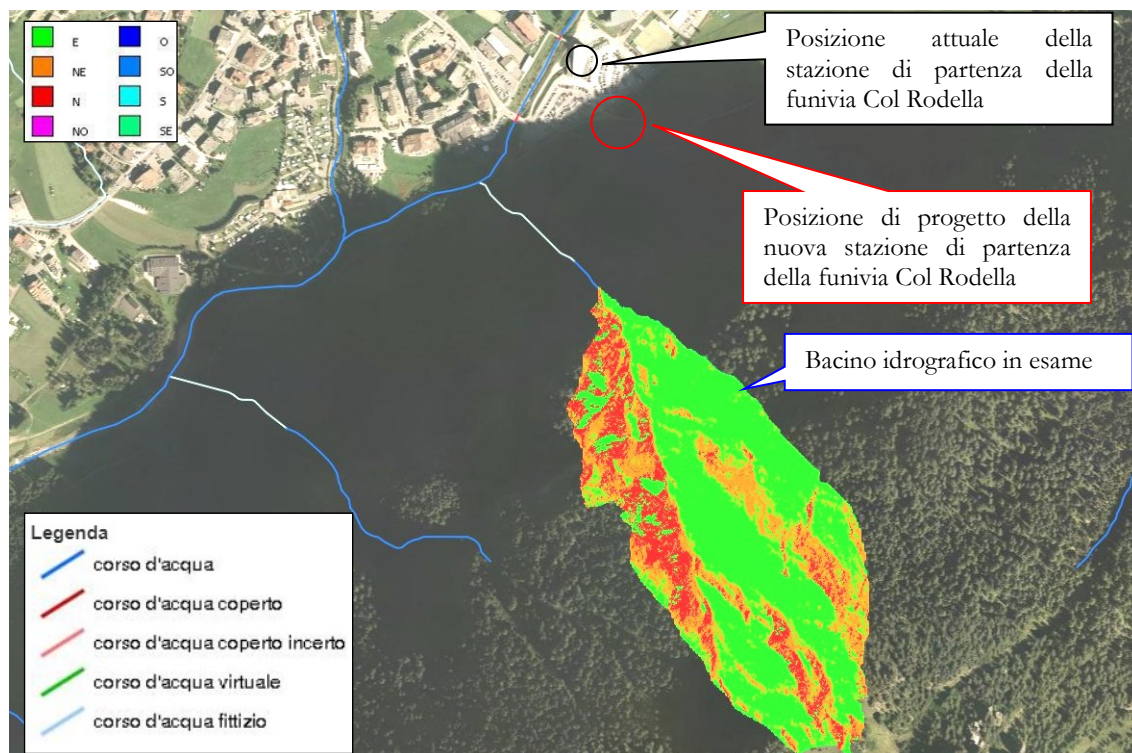 E
O
NE
SO
N
S
NO
SE
Posizione attuale della
stazione di partenza della
funivia Col Rodella
Posizione di progetto della
nuova stazione di partenza
della funivia Col Rodella
Bacino idrografico in esame
Legenda
corso d'acqua
corso d'acqua coperto
corso d'acqua coperto incerto
corso d'acqua virtuale
corso d'acqua fittizio